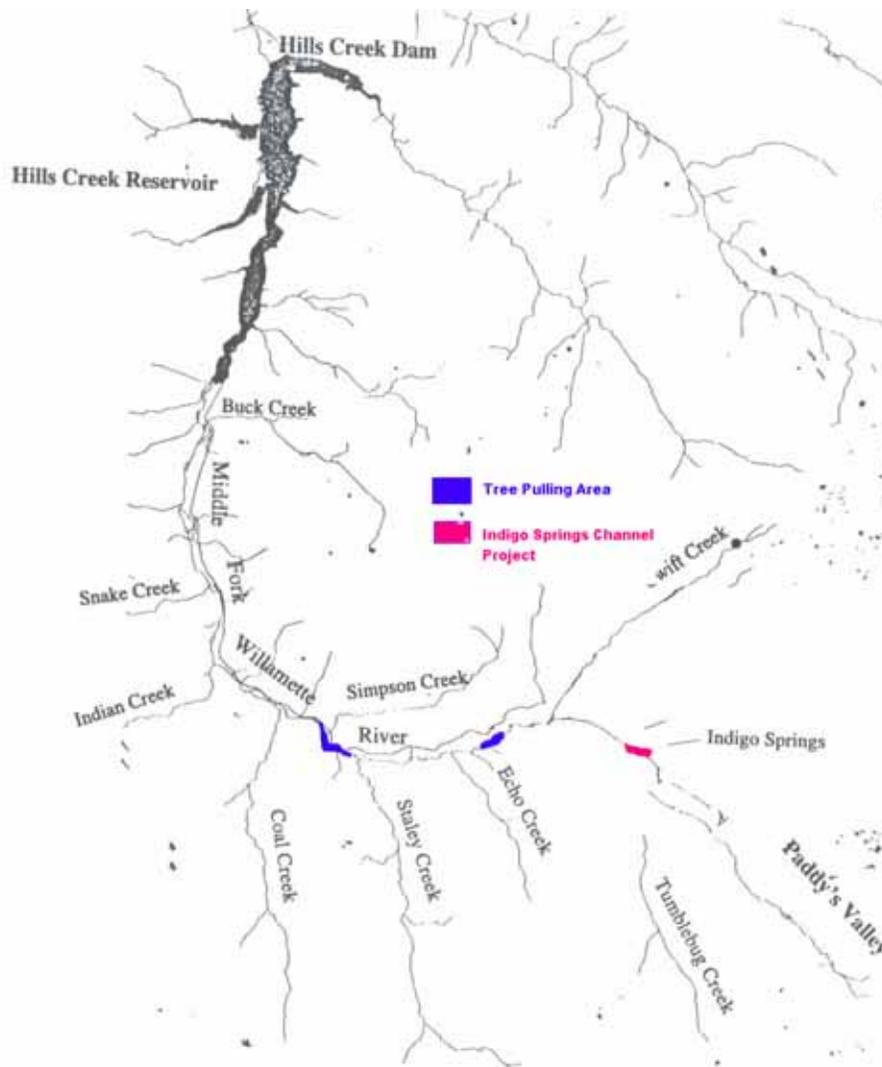 Hills Creek Dam
Hills Creek Reservoir
Buck Creek
Middle
Tree Pulling Area
Indigo Springs Channel
Project
wift Creek
Fork
Snake Creek
Willamette
Simpson Creek
Indian Creek
River
Indigo Springs
Echo Creek
Coal Creek
Staley Creek
Paddy's Valley
Tumblebug Creek